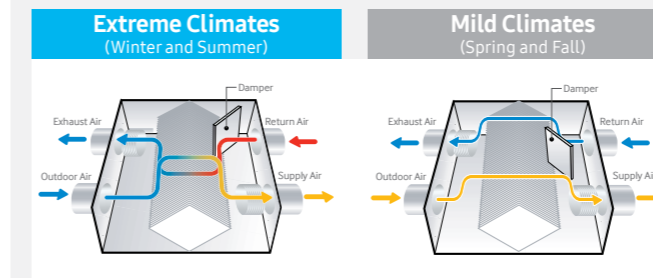 Extreme Climates
(Winter and Summer)
Damper
Exhaust Air
Return Air
Outdoor Air
Supply Air
Mild Climates
(Spring and Fall)
Damper
Exhaust Air
Return Air
Outdoor Air
Supply Ai